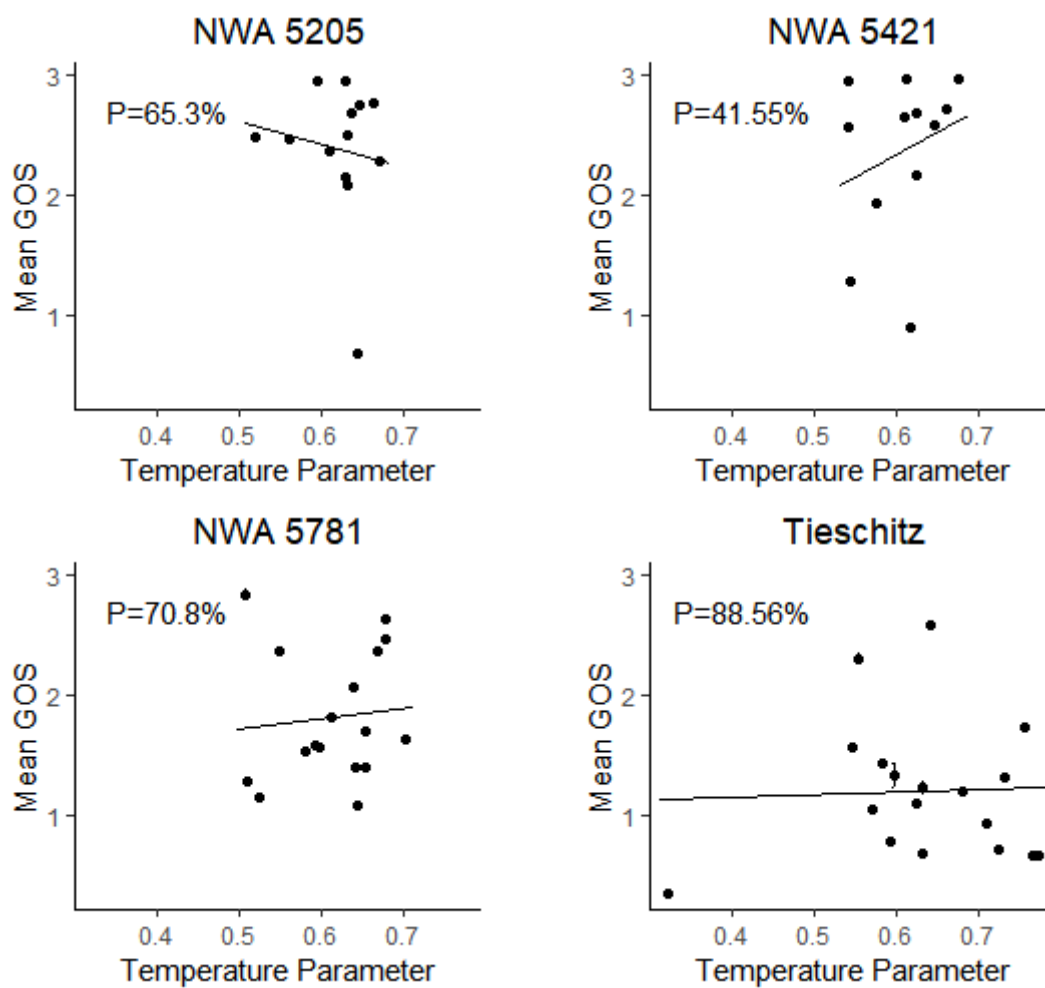 NWA 5205
3
P=65.3%
2
Mean GOS
1
0.4 0.5 0.6 0.7
Temperature Parameter
NWA 5421
3
P=41.55%
2
Mean GOS
1
0.4 0.5 0.6 0.7
Temperature Parameter
NWA 5781
3
P=70.8%
2
Mean GOS
1
0.4 0.5 0.6 0.7
Temperature Parameter
Tieschitz
3
P=88.56%
2
Mean GOS
1
0.4 0.5 0.6 0.7
Temperature Parameter